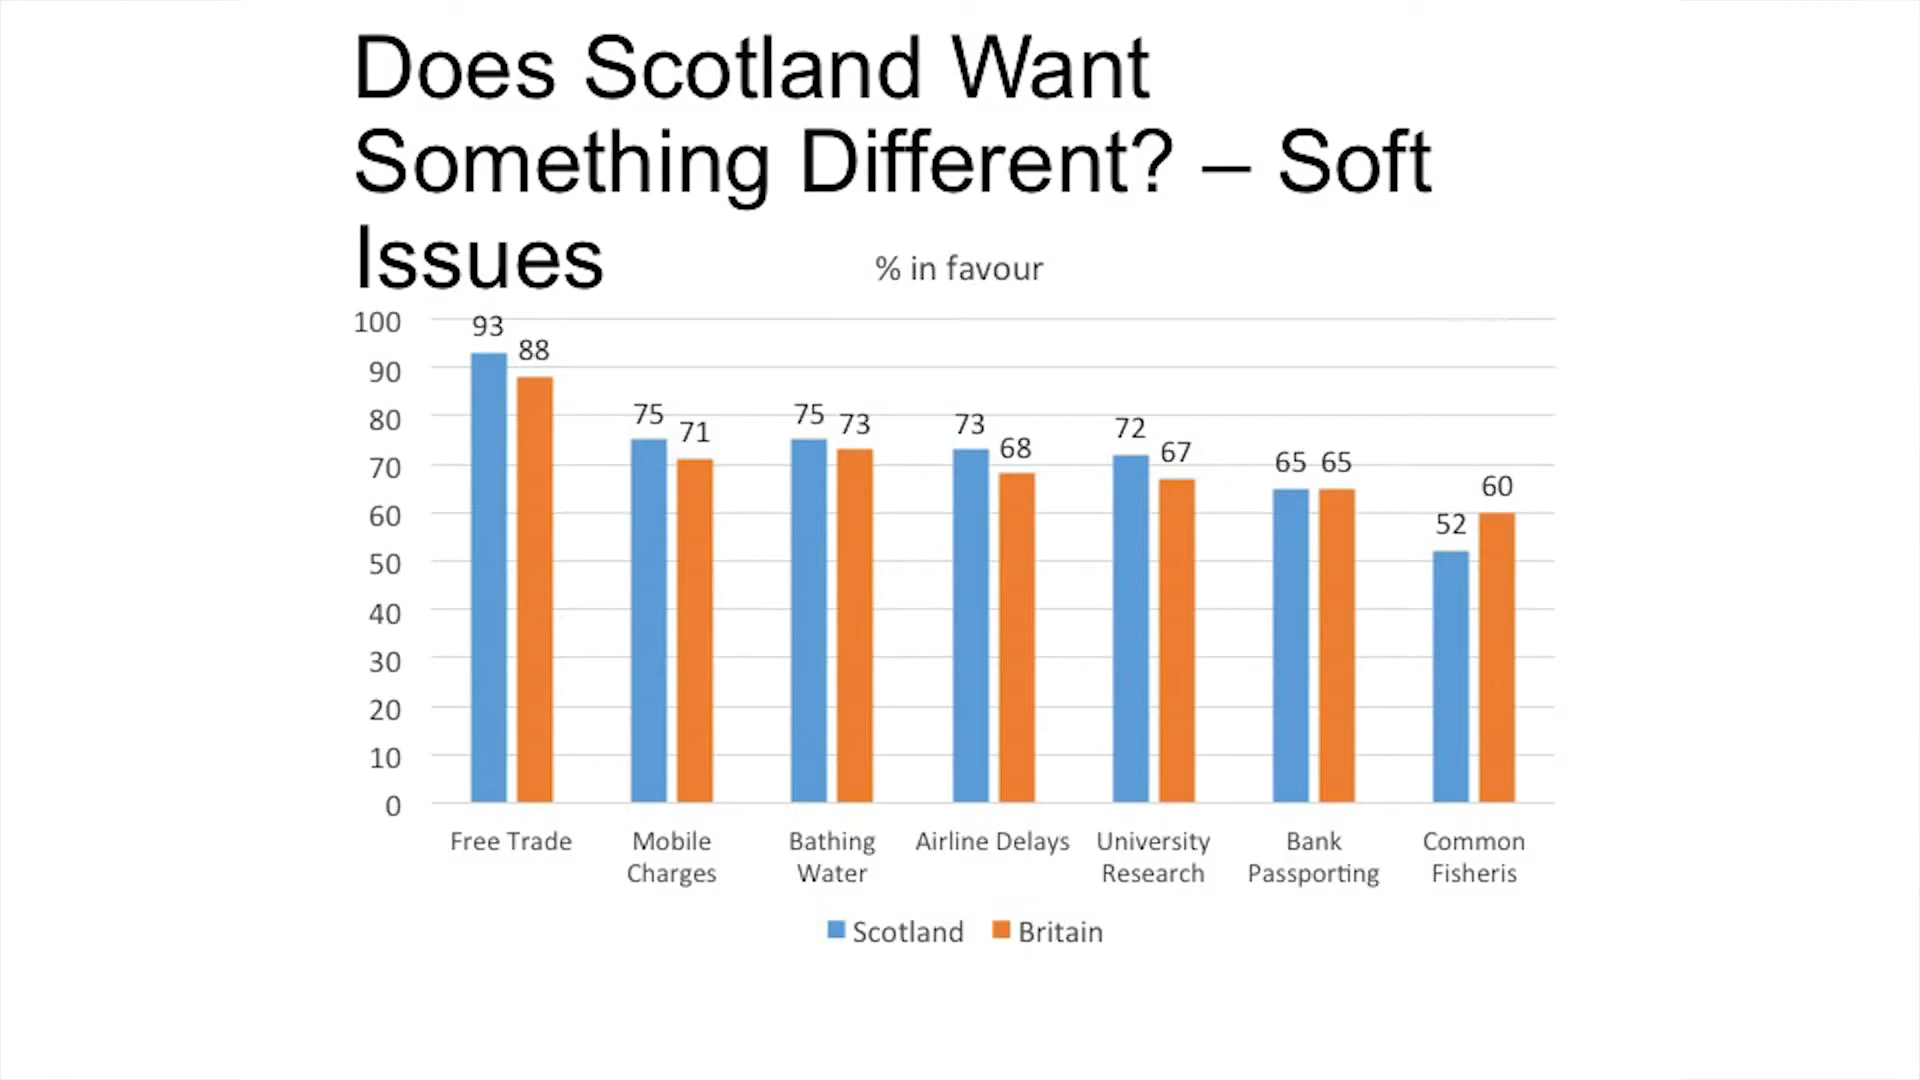 Does Scotland Want
Something Different? – Soft
Issues
% in favour
100
90
80
70
60
50
40
30
20
10
0
93
88
75
71
75
73
73
68
72
67
65
65
52
60
Free Trade
Mobile
Charges
Bathing
Water
Airline Delays
University
Research
Bank
Passporting
Common
Fisheris
Scotland
Britain